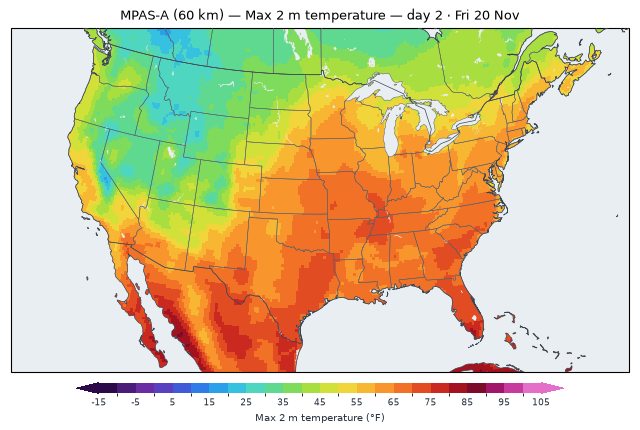 MPAS-A (60 km) — Max 2 m temperature — day 2 · Fri 20 Nov
-15 -5 5 15 25 35 45 55 65 75 85 95 105
Max 2 m temperature (°F)